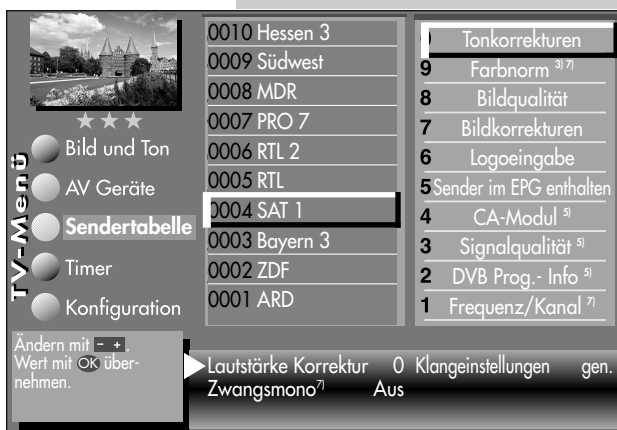 TV-Menü
Bild und Ton
AV Geräte
Sendertabelle
Timer
Konfiguration
Ändern mit - + .
Wert mit OK über-
nehmen.
0010 Hessen 3
0009 Südwest
0008 MDR
0007 PRO 7
0006 RTL 2
0005 RTL
0004 SAT 1
0003 Bayern 3
0002 ZDF
0001 ARD
Tonkorrekturen
9 Farbnorm 3) 7)
8 Bildqualität
7 Bildkorrekturen
6 Logoeingabe
5 Sender im EPG enthalten
4 CA-Modul 5)
3 Signalqualität 5)
2 DVB Prog.- Info 5)
1 Frequenz/Kanal 7)
Lautstärke Korrektur 0 Klangeinstellungen gen.
Zwangsmono7) Aus